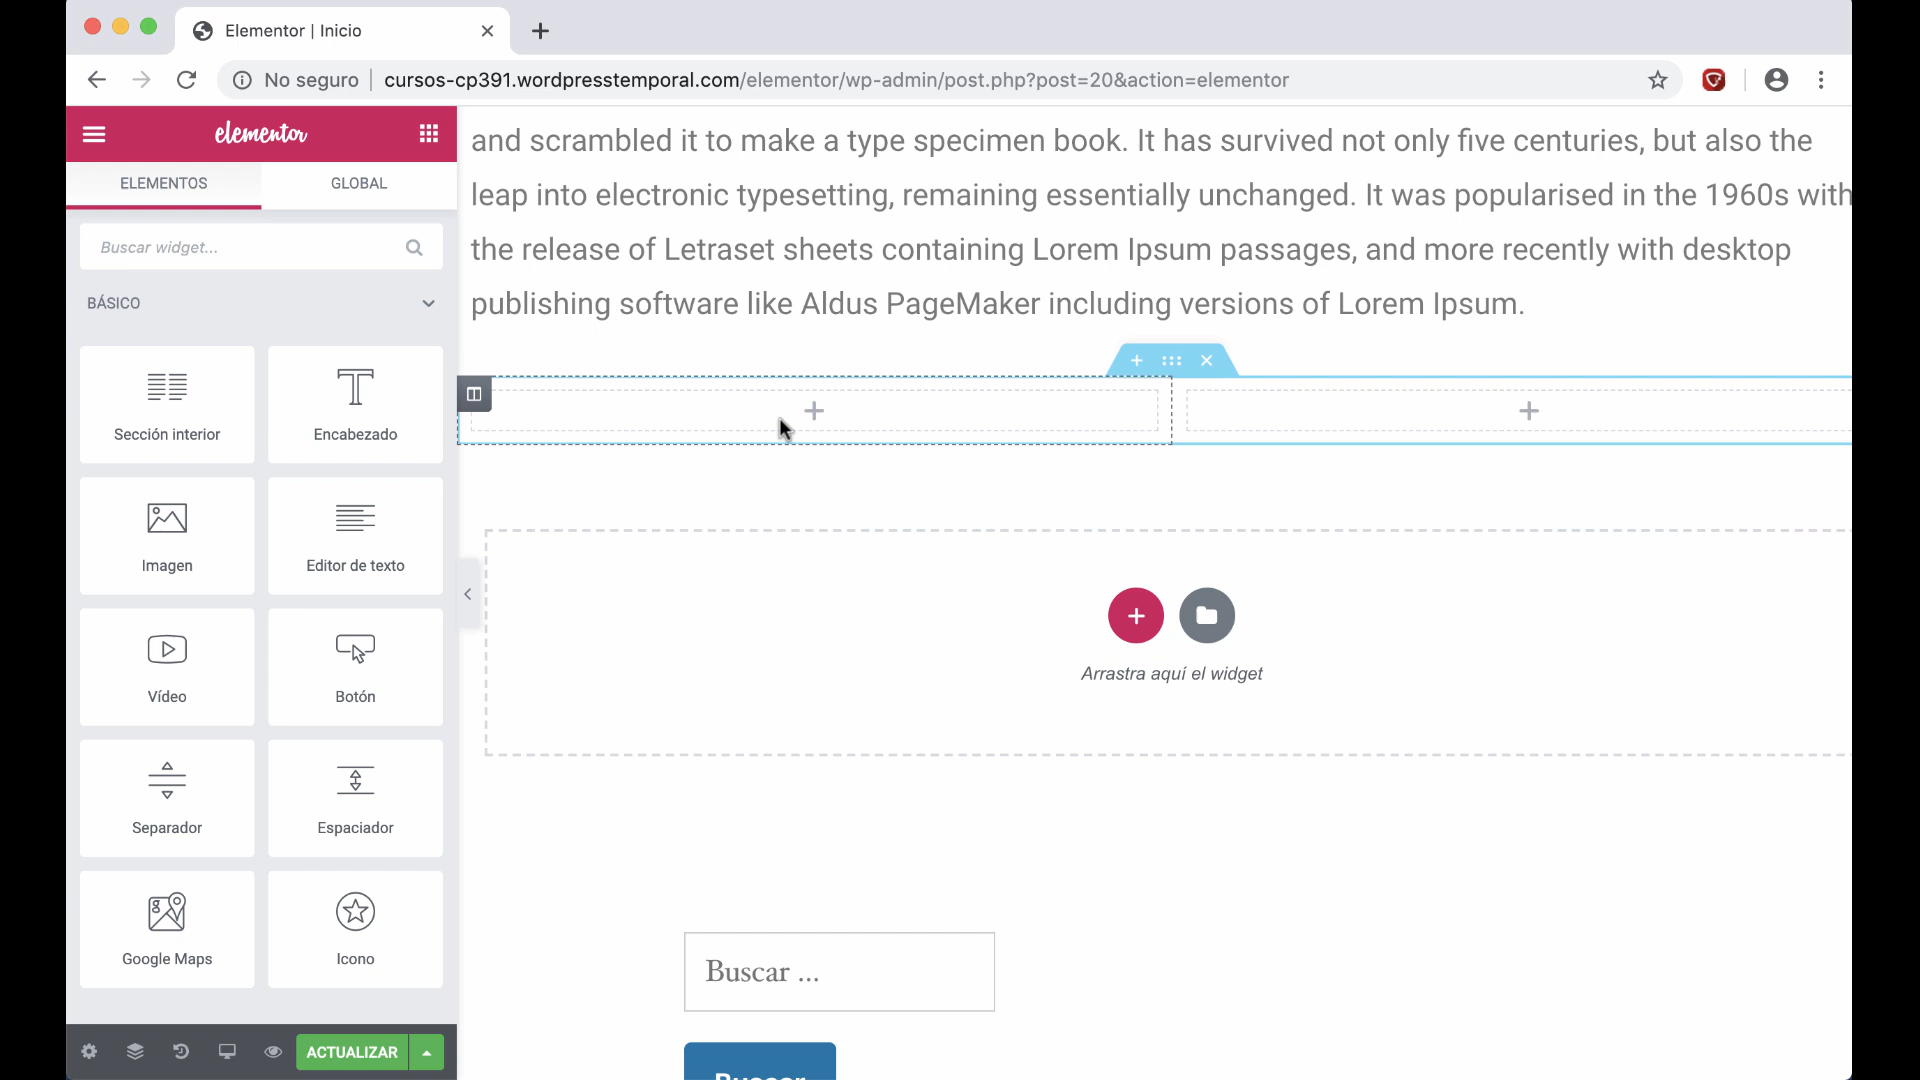 Elementor | Inicio
No seguro
cursos-cp391.wordpresstemporal.com/elementor/wp-admin/post.php?post=20&action=elementor
elementor
ELEMENTOS
GLOBAL
Buscar widget...
BÁSICO
Sección interior
Encabezado
Imagen
Editor de texto
Vídeo
Botón
Separador
Espaciador
Google Maps
Icono
ACTUALIZAR
and scrambled it to make a type specimen book. It has survived not only five centuries, but also the
leap into electronic typesetting, remaining essentially unchanged. It was popularised in the 1960s with
the release of Letraset sheets containing Lorem Ipsum passages, and more recently with desktop
publishing software like Aldus PageMaker including versions of Lorem Ipsum.
Arrastra aquí el widget
Buscar ...
Buscar